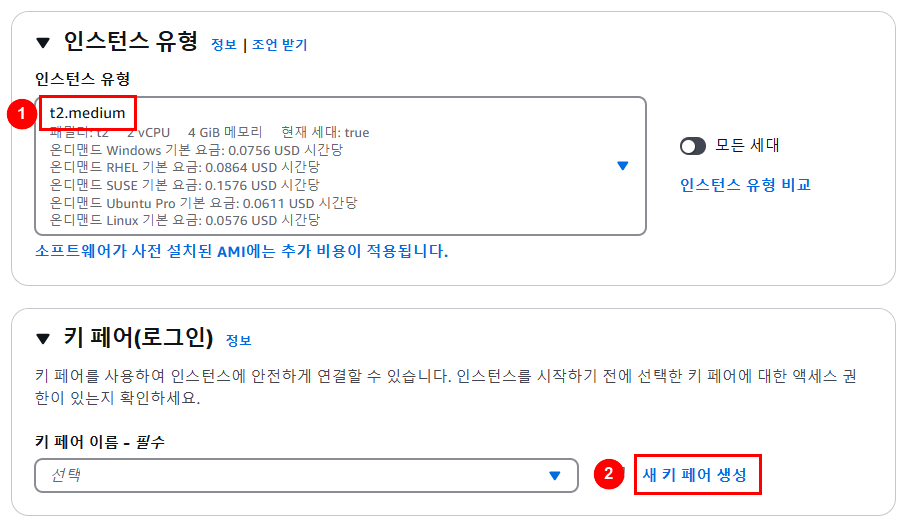 인스턴스 유형 정보 | 조언 받기
인스턴스 유형
1
t2.medium
패밀리: t2 2 vCPU 4 GiB 메모리 현재 세대: true
온디맨드 Windows 기본 요금: 0.0756 USD 시간당
온디맨드 RHEL 기본 요금: 0.0864 USD 시간당
온디맨드 SUSE 기본 요금: 0.1576 USD 시간당
온디맨드 Ubuntu Pro 기본 요금: 0.0611 USD 시간당
온디맨드 Linux 기본 요금: 0.0576 USD 시간당
모든 세대
인스턴스 유형 비교
소프트웨어가 사전 설치된 AMI에는 추가 비용이 적용됩니다.
키 페어(로그인) 정보
키 페어를 사용하여 인스턴스에 안전하게 연결할 수 있습니다. 인스턴스를 시작하기 전에 선택한 키 페어에 대한 액세스 권
한이 있는지 확인하세요.
키 페어 이름 - 필수
선택
2
새 키 페어 생성